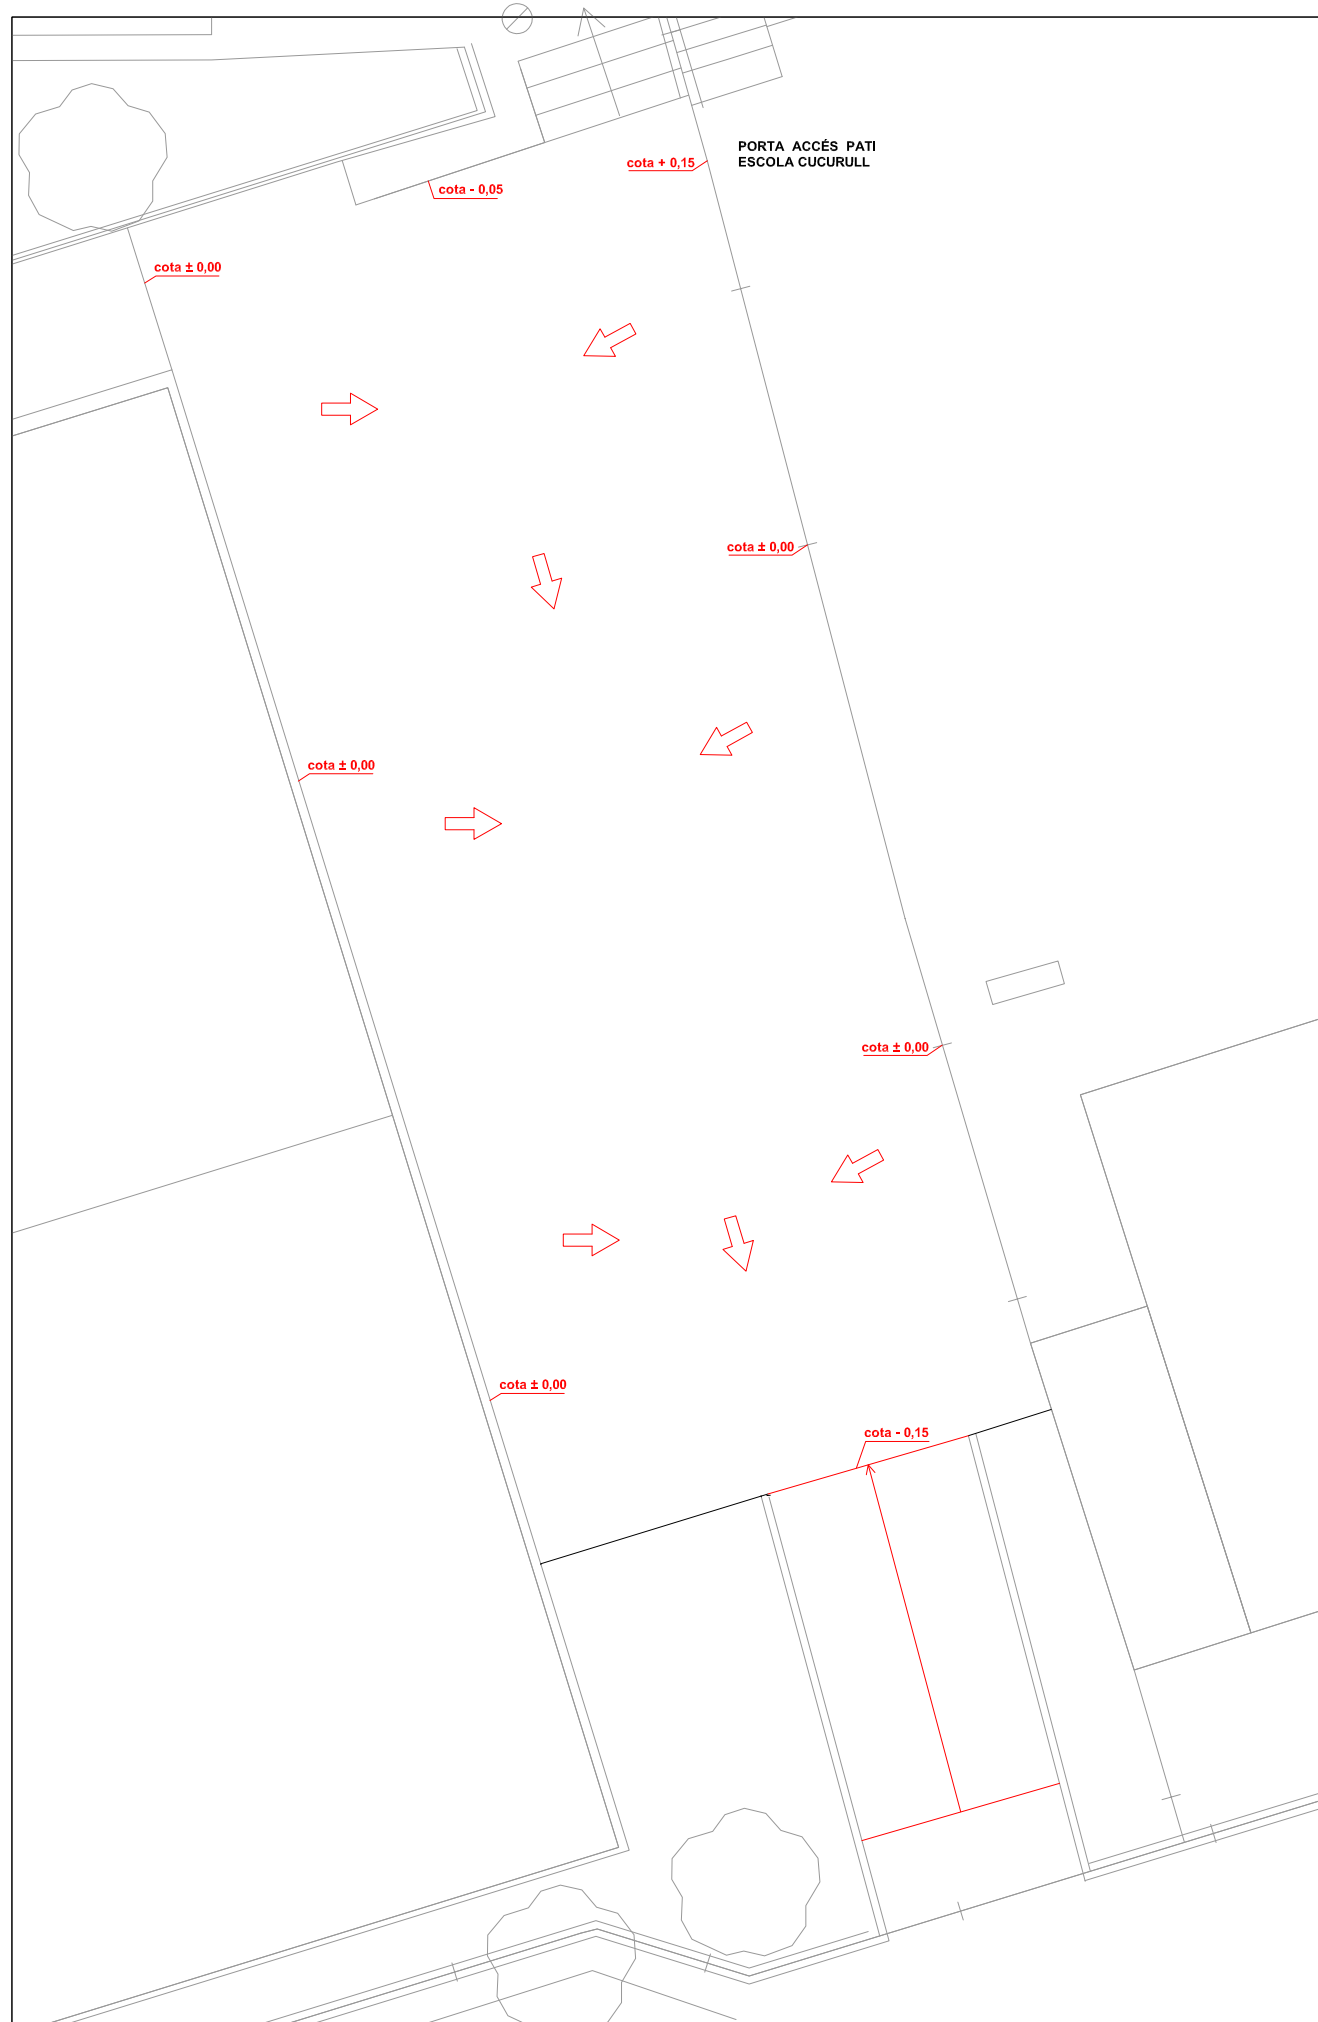 PORTA ACCÉS PATI
ESCOLA CUCURULL
cota + 0,15
cota - 0,05
cota ± 0,00
cota ± 0,00
cota ± 0,00
cota ± 0,00
cota ± 0,00
cota - 0,15